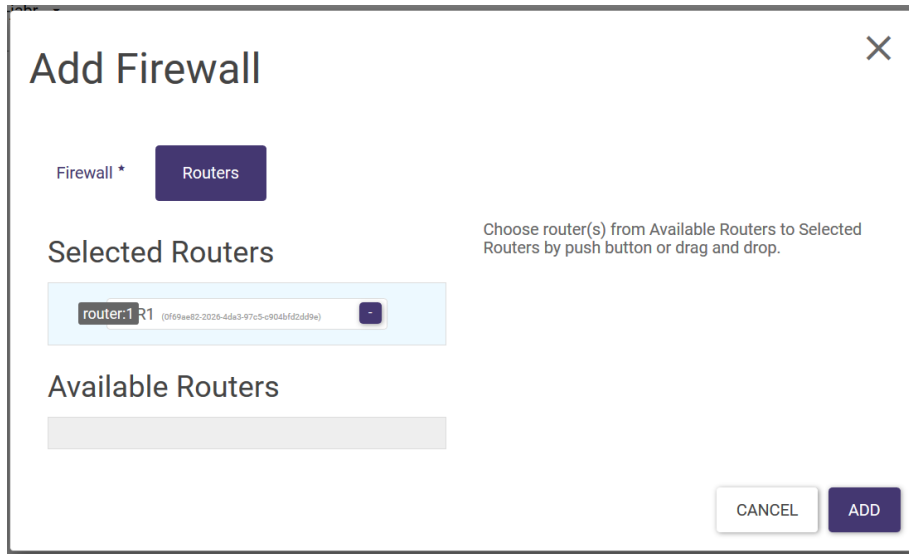 Add Firewall
Firewall *
Routers
Selected Routers
Choose router(s) from Available Routers to Selected
Routers by push button or drag and drop.
router:1 R1 (0f69ae82-2026-4da3-97c5-c904bfd2dd9e) -
Available Routers
CANCEL
ADD